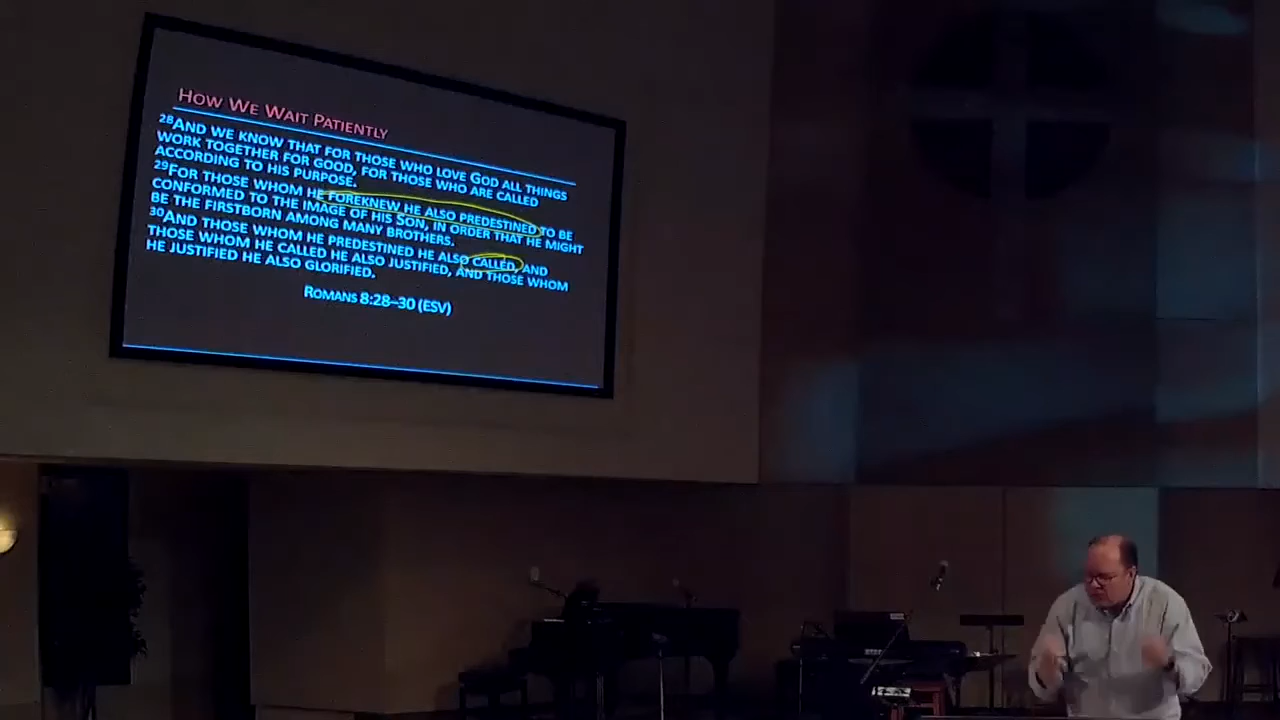 How We Wait Patiently
28And we know that for those who love God all things
work together for good, for those who are called
according to his purpose.
29For those whom he foreknew he also predestined to be
conformed to the image of his Son, in order that he might
be the firstborn among many brothers.
30And those whom he predestined he also called, and
those whom he called he also justified, and those whom
he justified he also glorified.
Romans 8:28–30 (ESV)